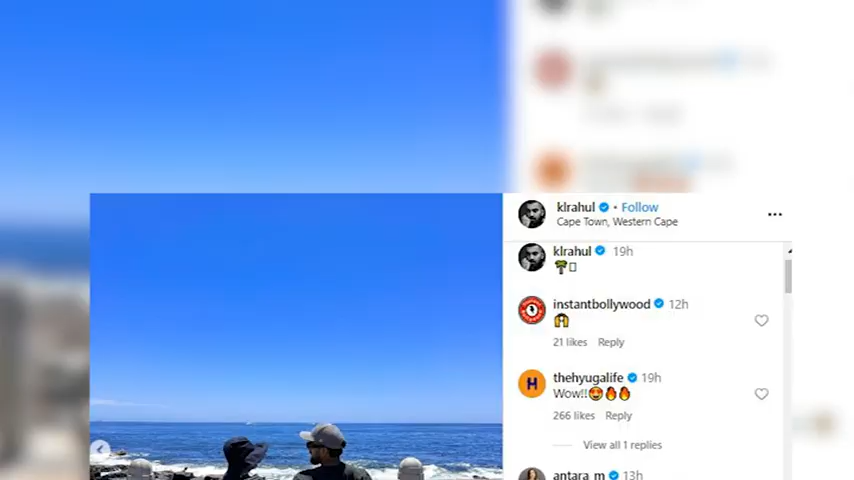 klrahul • Follow
Cape Town, Western Cape
klrahul 19h
instantbollywood 12h
21 likes Reply
thehyugalife 19h
H
Wow!!
266 likes Reply
View all 1 replies
antara_m 13h